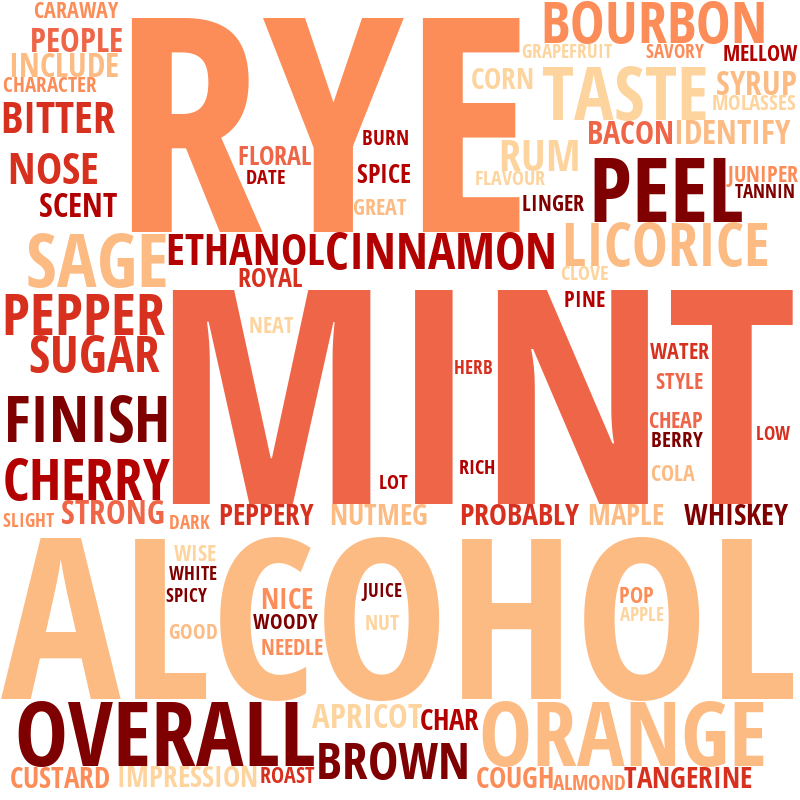 CARAWAY
BOURBON
RYE
PEOPLE
GRAPEFRUIT
SAVORY
MELLOW
INCLUDE
CORN
TASTE
SYRUP
CHARACTER
MOLASSES
BITTER
BACON
IDENTIFY
BURN
RUM
FLORAL
NOSE
SPICE
PEEL
JUNIPER
DATE
FLAVOUR
TANNIN
SCENT
GREAT
LINGER
SAGE
ETHANOL
CINNAMON
LICORICE
ROYAL
CLOVE
PINE
MINT
PEPPER
NEAT
SUGAR
WATER
HERB
STYLE
FINISH
CHEAP
BERRY
LOW
CHERRY
RICH
COLA
LOT
SLIGHT
STRONG
DARK
PEPPERY
NUTMEG
PROBABLY
MAPLE
WHISKEY
ALCOHOL
WISE
WHITE
SPICY
NICE
JUICE
POP
WOODY
APPLE
GOOD
NUT
NEEDLE
OVERALL
APRICOT
CHAR
ORANGE
BROWN
CUSTARD
IMPRESSION
ROAST
COUGH
ALMOND
TANGERINE